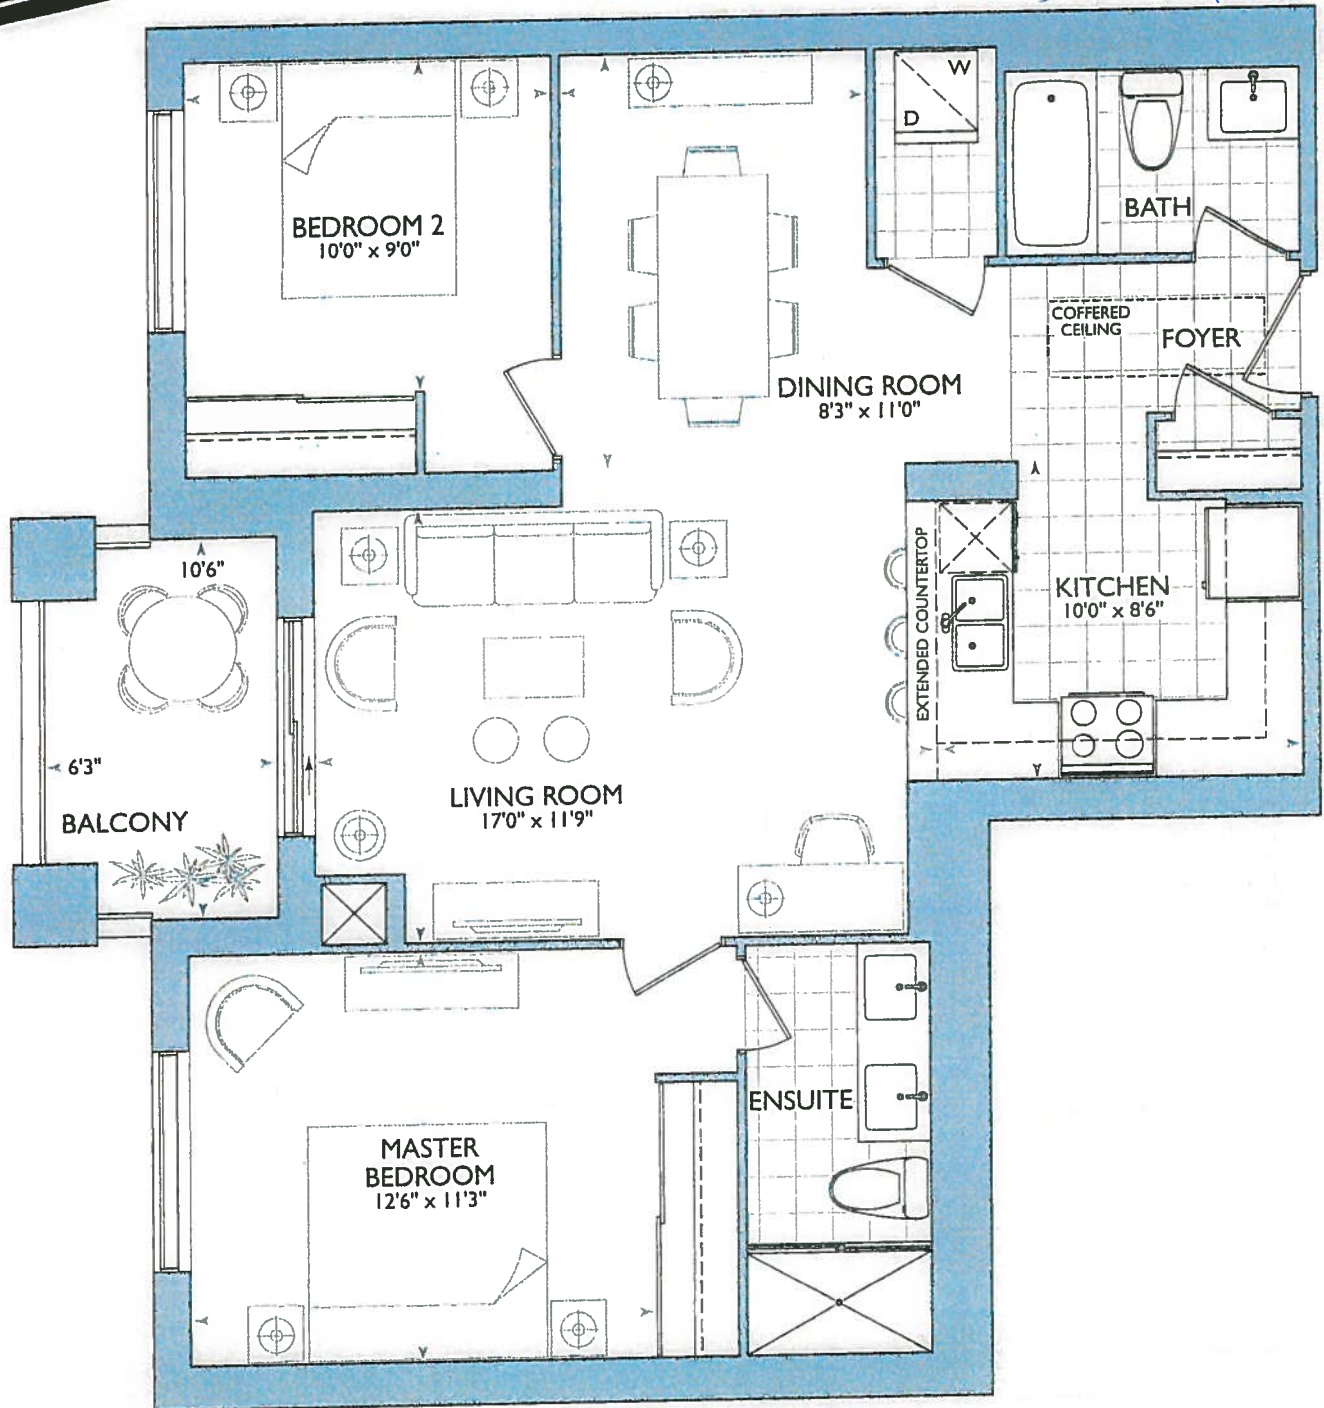 W
D
BEDROOM 2
10'0" x 9'0"
BATH
COFFERED
CEILING
FOYER
DINING ROOM
8'3" x 11'0"
10'6"
EXTENDED COUNTERTOP
KITCHEN
10'0" x 8'6"
6'3"
BALCONY
LIVING ROOM
17'0" x 11'9"
ENSUITE
MASTER
BEDROOM
12'6" x 11'3"